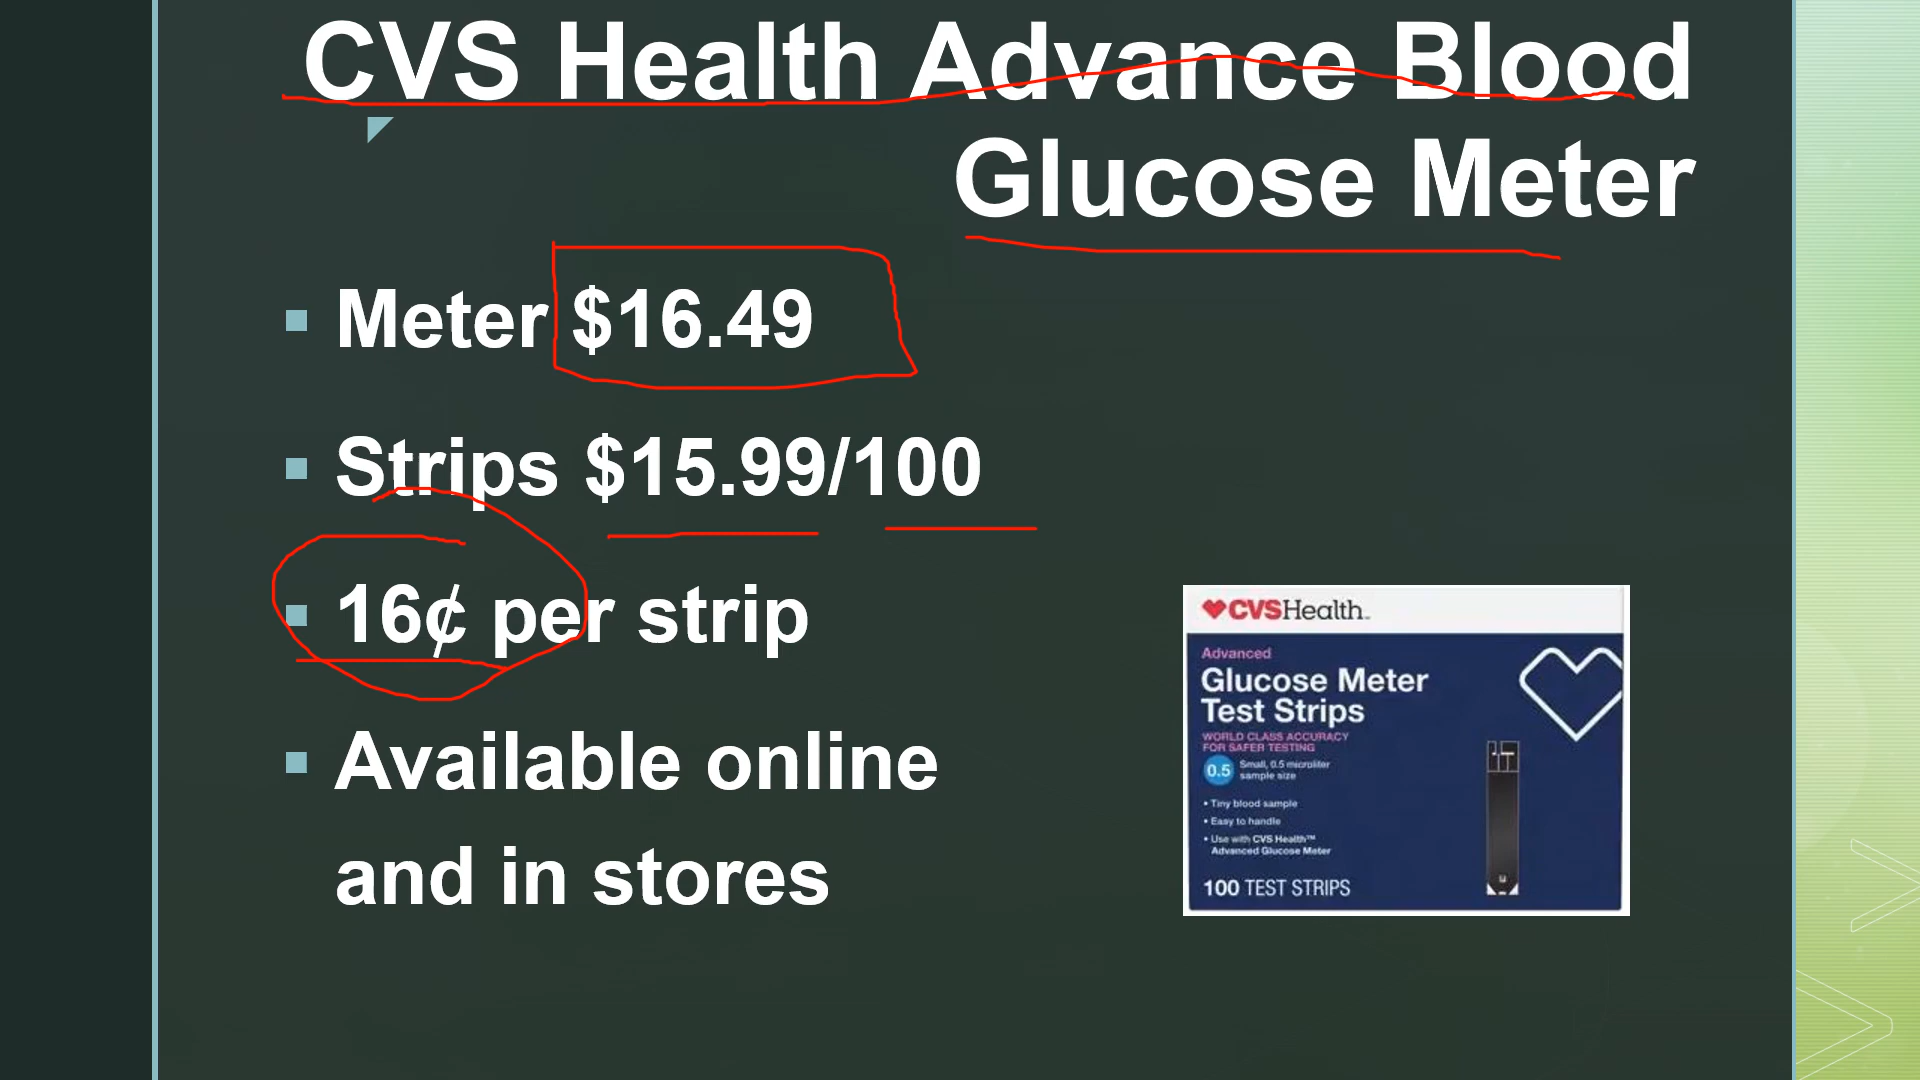 CVS Health Advance Blood
Glucose Meter
Meter $16.49
Strips $15.99/100
16¢ per strip
Available online
and in stores
CVSHealth.
Advanced
Glucose Meter
Test Strips
WORLD CLASS ACCURACY
FOR SAFER TESTING
0.5 Small, 0.5 microliter
sample size
• Tiny blood sample
• Easy to handle
• Use with CVS Health™
Advanced Glucose Meter
100 TEST STRIPS